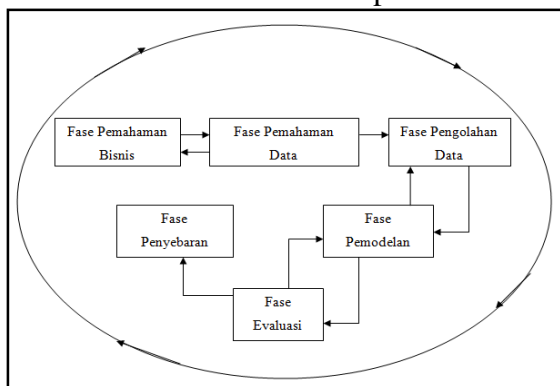 Fase Pemahaman
Bisnis
Fase Pemahaman
Data
Fase Pengolahan
Data
Fase
Penyebaran
Fase
Pemodelan
Fase
Evaluasi